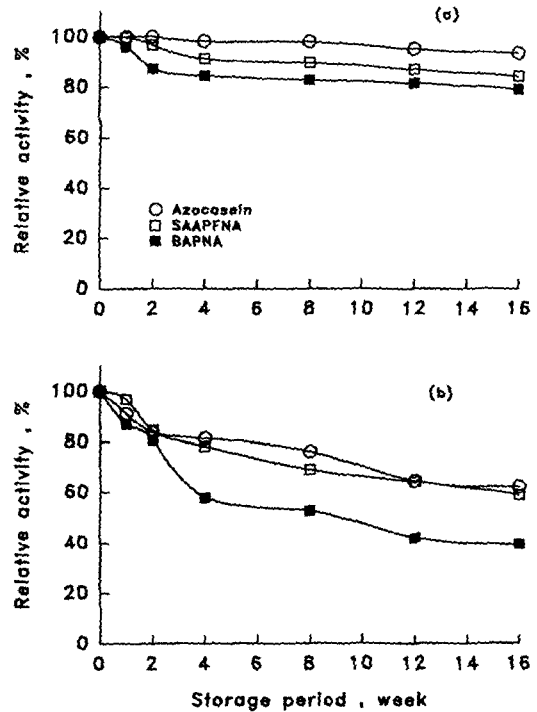 (a)
Relative activity , %
100
80
60
40
20
0
Azocasein
SAAPFNA
BAPNA
0 2 4 6 8 10 12 14 16
(b)
Relative activity , %
100
80
60
40
20
0
0 2 4 6 8 10 12 14 16
Storage period , week